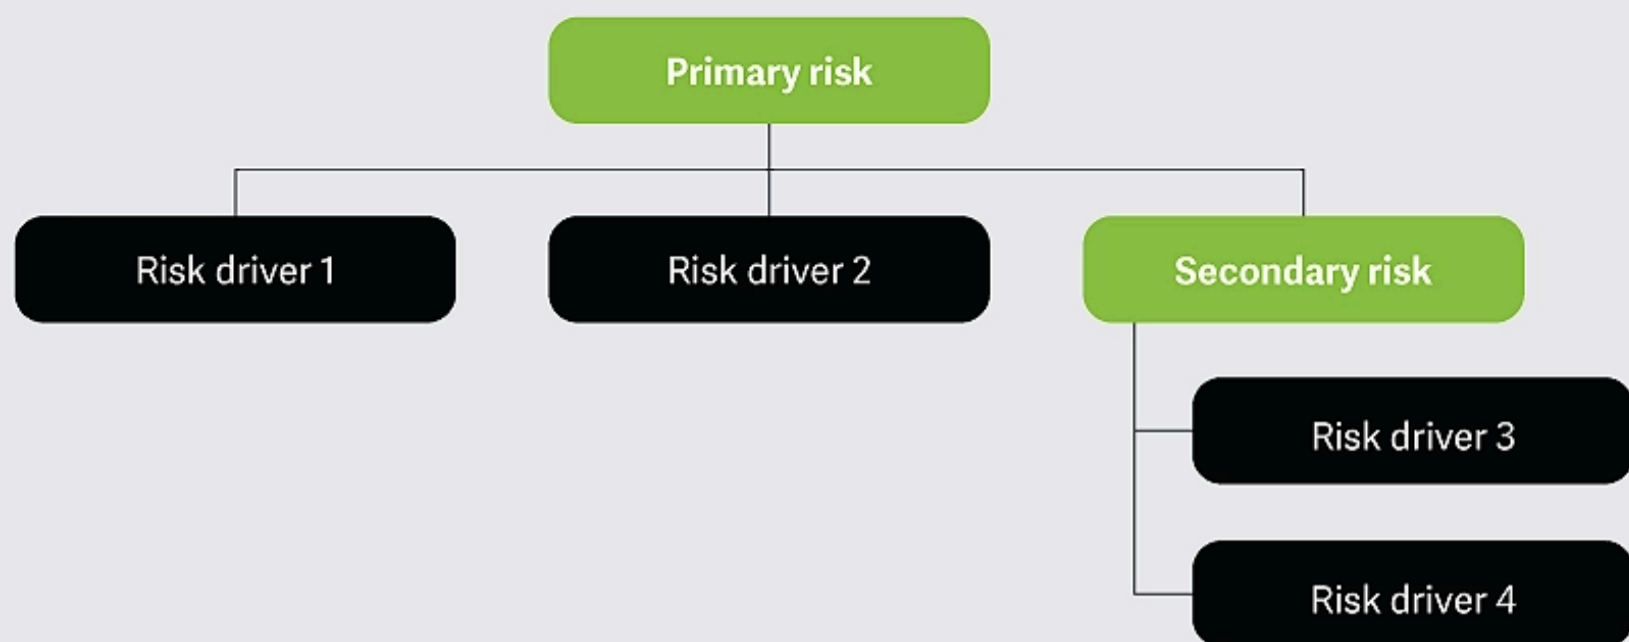 Primary risk
Risk driver 1
Risk driver 2
Secondary risk
Risk driver 3
Risk driver 4